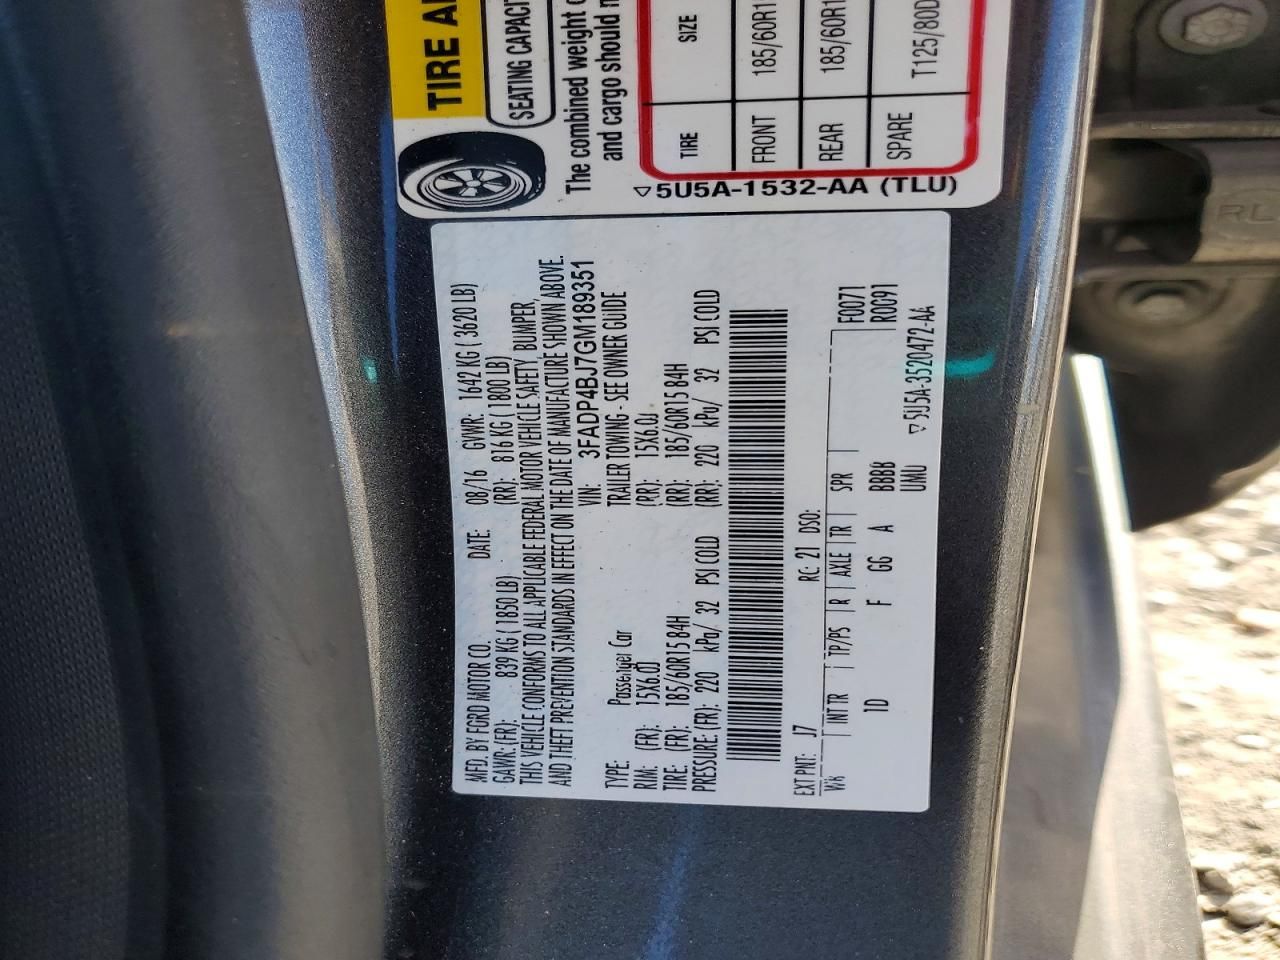 TIRE A
SEATING CAPACI
The combined weight o
and cargo should n
TIRE SIZE
FRONT 185/60R1
REAR 185/60R1
SPARE T125/80D
5U5A-1532-AA (TLU)
MFD. BY FORD MOTOR CO. DATE: 08/16 GVWR: 1642 KG ( 3620 LB)
GAWR: (FR): 839 KG ( 1850 LB) (RR): 816 KG ( 1800 LB)
THIS VEHICLE CONFORMS TO ALL APPLICABLE FEDERAL MOTOR VEHICLE SAFETY BUMPER,
AND THEFT PREVENTION STANDARDS IN EFFECT ON THE DATE OF MANUFACTURE SHOWN ABOVE.
VIN: 3FADP4BJ7GM189351
TYPE: Passenger Car TRAILER TOWING - SEE OWNER GUIDE
RIM: (FR): 15X6.0J (RR): 15X6.0J
TIRE: (FR): 185/60R15 84H (RR): 185/60R15 84H
PRESSURE: (FR): 220 kPa/ 32 PSI COLD (RR): 220 kPa/ 32 PSI COLD
EXT PNT: J7 RC: 21 DSO: F0071
WB INT TR TP/PS R AXLE TR SPR R0091
1D F GG A BBBB
UMU
5U5A-3520472-AA
RL